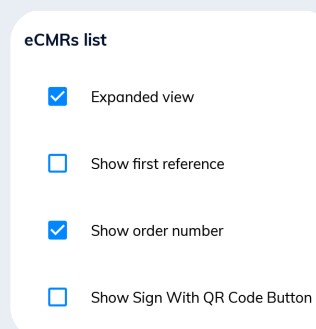 eCMRs list
Expanded view
Show first reference
Show order number
Show Sign With QR Code Button